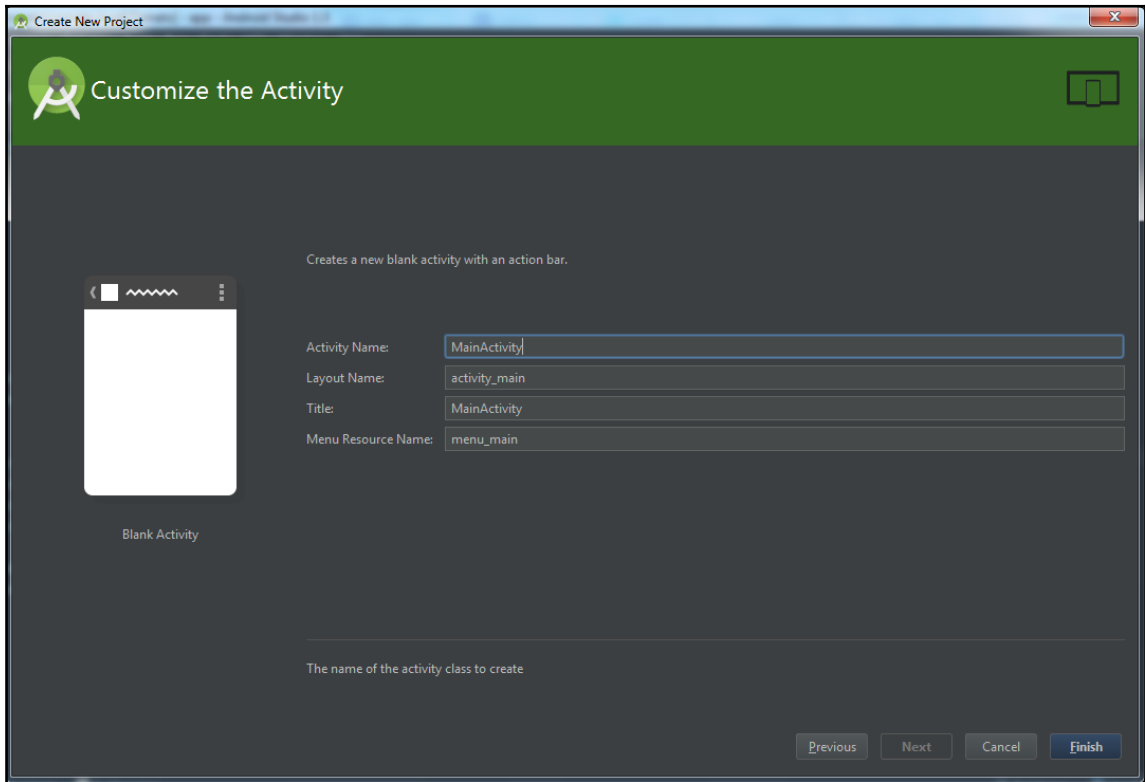 Create New Project
Customize the Activity
Creates a new blank activity with an action bar.
Activity Name: MainActivity
Layout Name: activity_main
Title: MainActivity
Menu Resource Name: menu_main
Blank Activity
The name of the activity class to create
Previous Next Cancel Finish